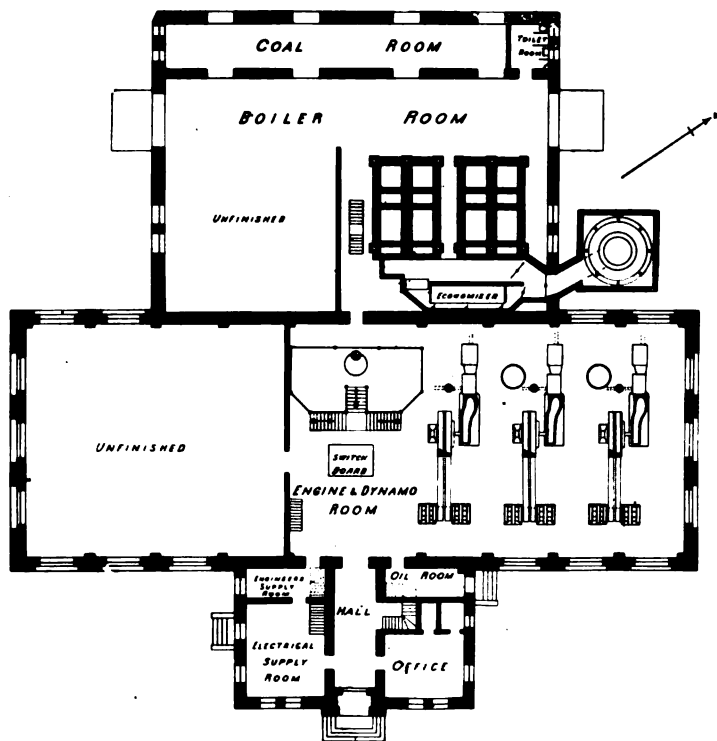 COAL ROOM
TOILET
ROOM
BOILER ROOM
UNFINISHED
ECONOMIZER
UNFINISHED
SWITCH
BOARD
ENGINE & DYNAMO
ROOM
ENGINEERS
SUPPLY
ROOM
OIL ROOM
HALL
ELECTRICAL
SUPPLY
ROOM
OFFICE